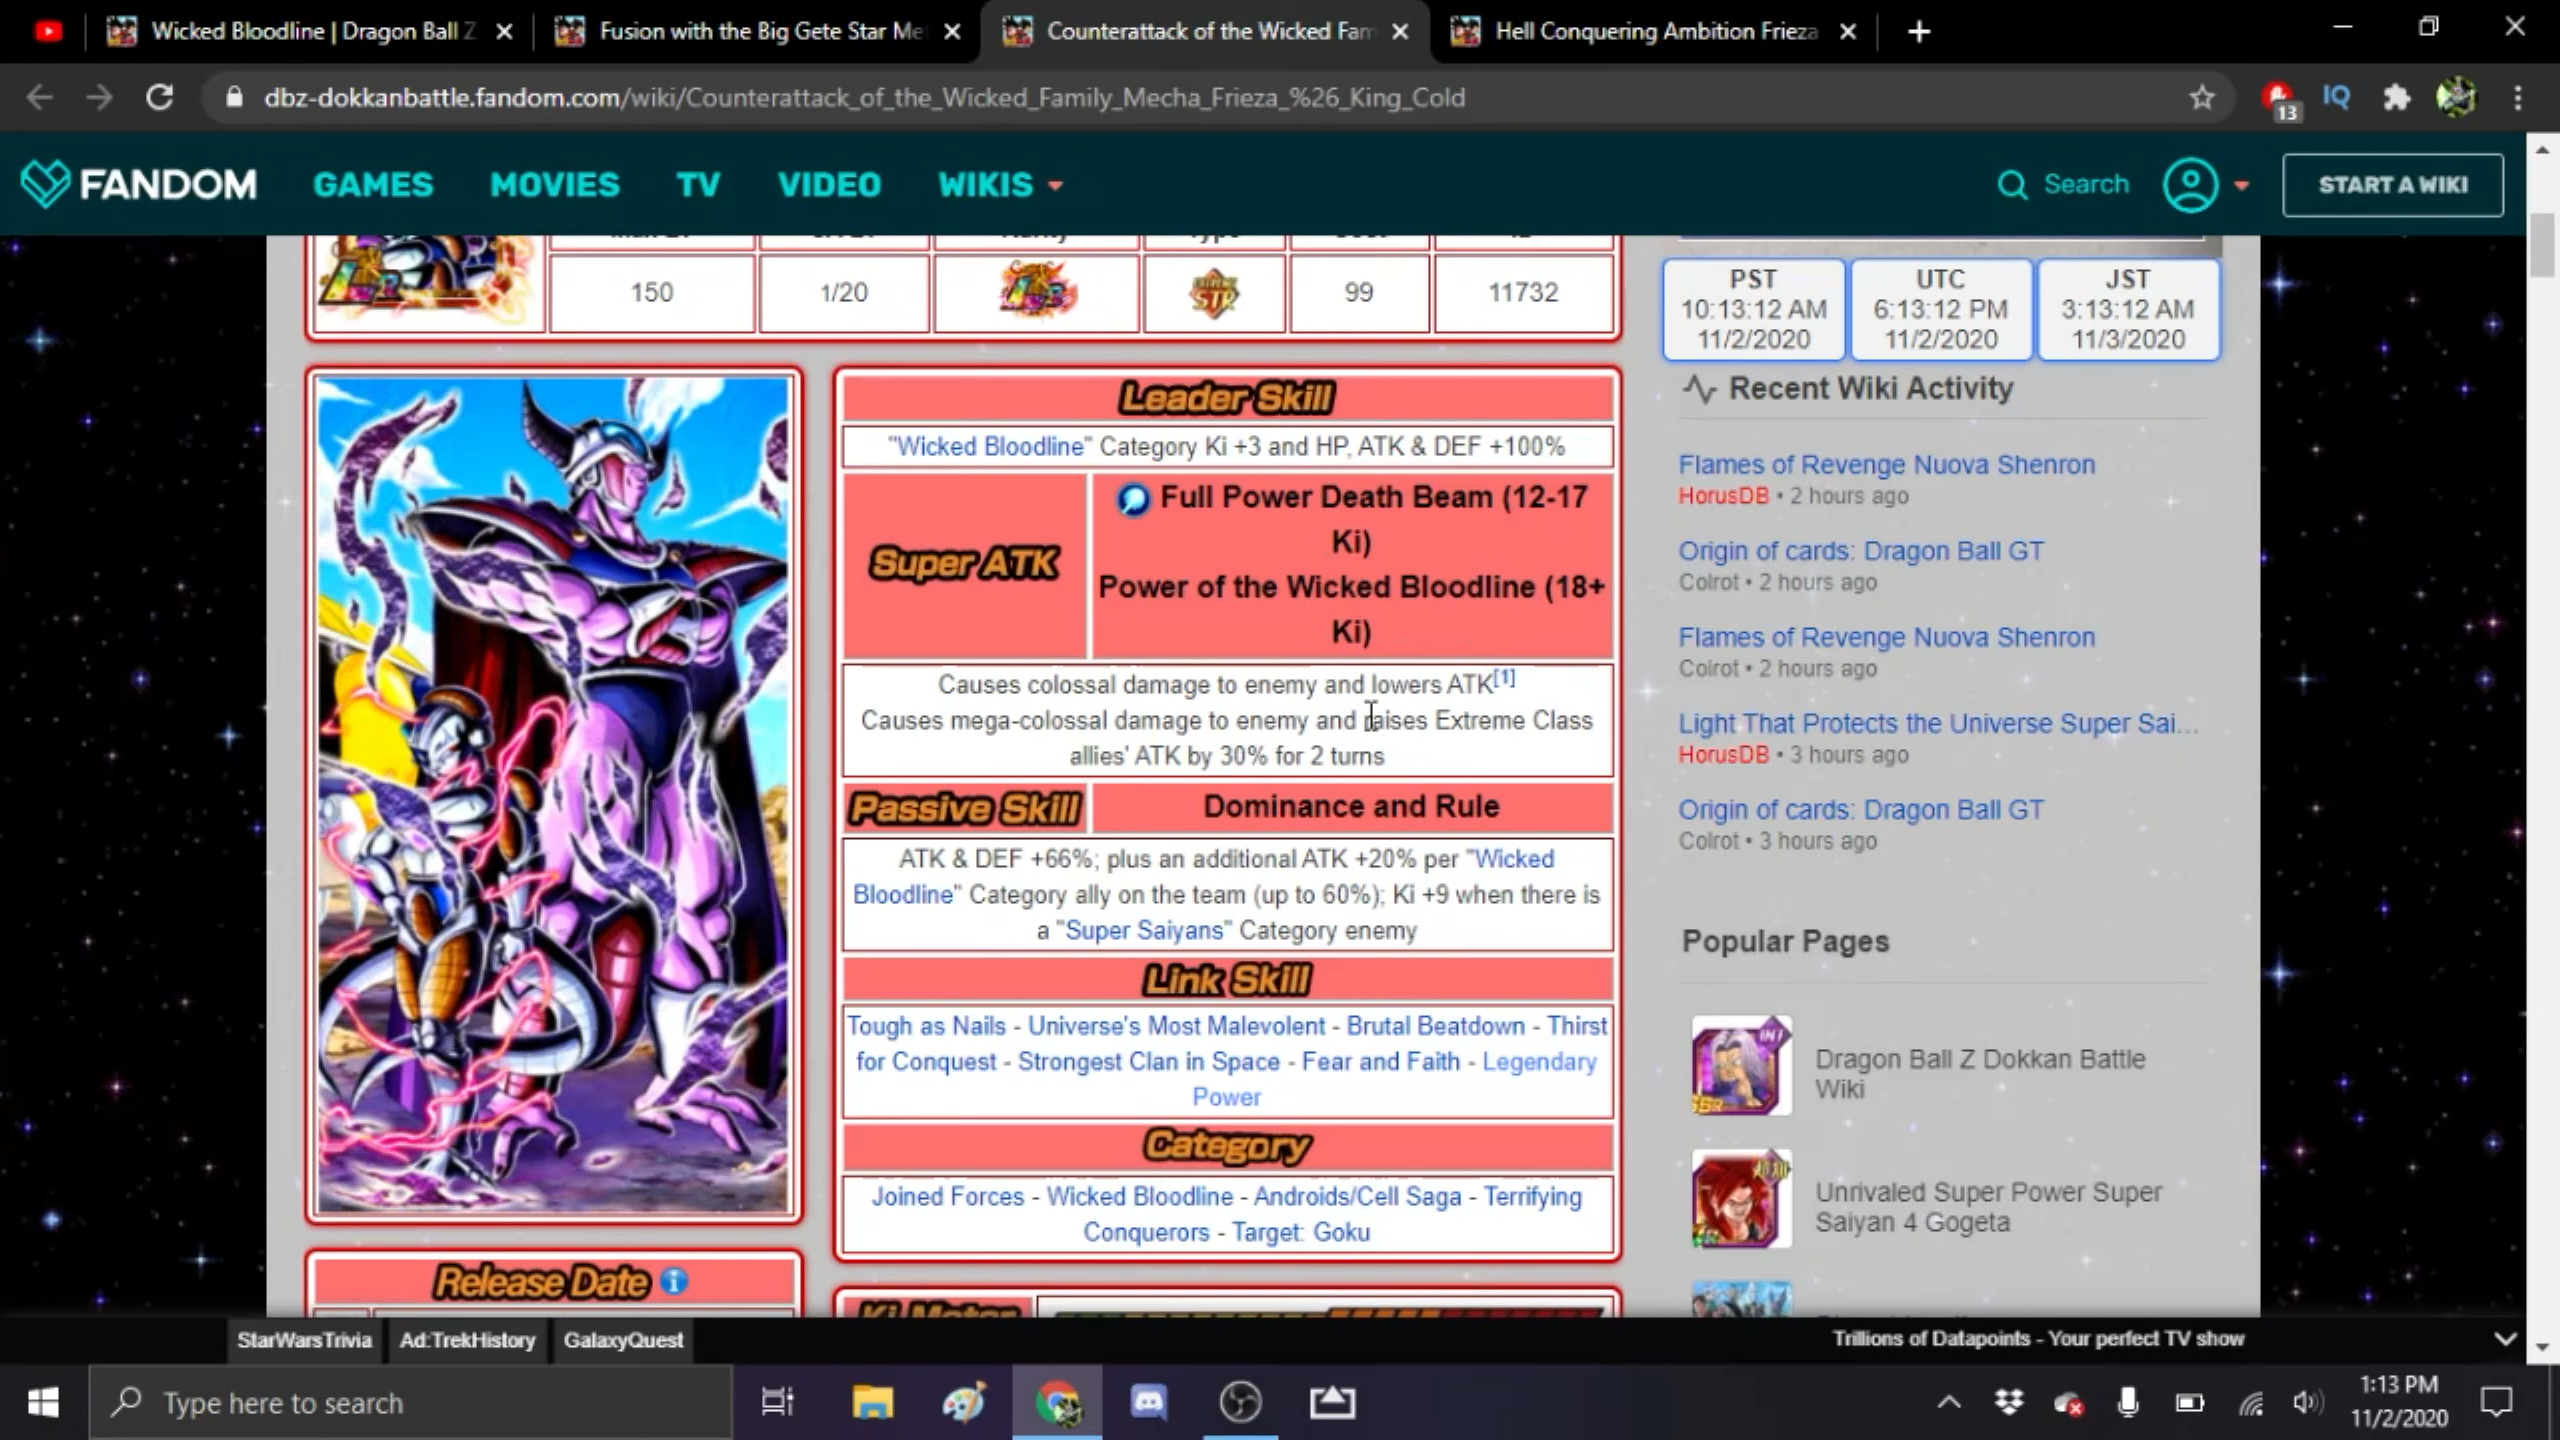 Wicked Bloodline | Dragon Ball Z
Fusion with the Big Gete Star Me
Counterattack of the Wicked Fam
Hell Conquering Ambition Frieza
dbz-dokkanbattle.fandom.com/wiki/Counterattack_of_the_Wicked_Family_Mecha_Frieza_%26_King_Cold
13
IQ
FANDOM
GAMES
MOVIES
TV
VIDEO
WIKIS
Search
START A WIKI
LR
150
1/20
LR
EXTREME STR
99
11732
PST
10:13:12 AM
11/2/2020
UTC
6:13:12 PM
11/2/2020
JST
3:13:12 AM
11/3/2020
Leader Skill
"Wicked Bloodline" Category Ki +3 and HP, ATK & DEF +100%
Super ATK
Full Power Death Beam (12-17
Ki)
Power of the Wicked Bloodline (18+
Ki)
Causes colossal damage to enemy and lowers ATK[1]
Causes mega-colossal damage to enemy and raises Extreme Class
allies' ATK by 30% for 2 turns
Passive Skill
Dominance and Rule
ATK & DEF +66%; plus an additional ATK +20% per "Wicked
Bloodline" Category ally on the team (up to 60%); Ki +9 when there is
a "Super Saiyans" Category enemy
Link Skill
Tough as Nails - Universe's Most Malevolent - Brutal Beatdown - Thirst
for Conquest - Strongest Clan in Space - Fear and Faith - Legendary
Power
Category
Joined Forces - Wicked Bloodline - Androids/Cell Saga - Terrifying
Conquerors - Target: Goku
Release Date
Ki Meter
Recent Wiki Activity
Flames of Revenge Nuova Shenron
HorusDB • 2 hours ago
Origin of cards: Dragon Ball GT
Colrot • 2 hours ago
Flames of Revenge Nuova Shenron
Colrot • 2 hours ago
Light That Protects the Universe Super Sai...
HorusDB • 3 hours ago
Origin of cards: Dragon Ball GT
Colrot • 3 hours ago
Popular Pages
INT
SSR
Dragon Ball Z Dokkan Battle
Wiki
Unrivaled Super Power Super
Saiyan 4 Gogeta
StarWarsTrivia
Ad:TrekHistory
GalaxyQuest
Trillions of Datapoints - Your perfect TV show
Type here to search
1:13 PM
11/2/2020